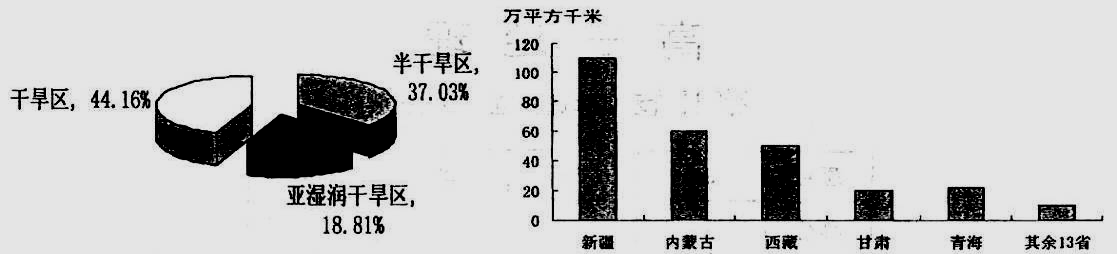 干旱区，44.16%
半干旱区，
37.03%
亚湿润干旱区，
18.81%
万平方千米
120
100
80
60
40
20
0
新疆
内蒙古
西藏
甘肃
青海
其余13省